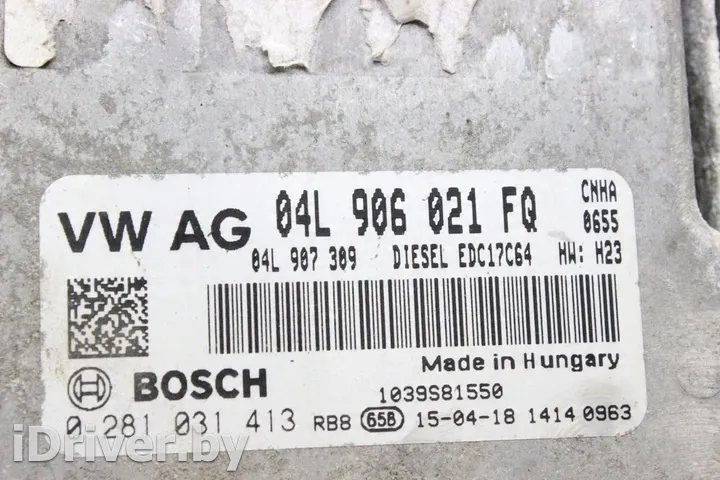 VW AG 04L 906 021 FQ CNHA
0655
04L 907 309 DIESEL EDC17C64 HW: H23
Made in Hungary
BOSCH 1039S81550
0 281 031 413 RB8 65B 15-04-18 1414 0963
iDriver.by